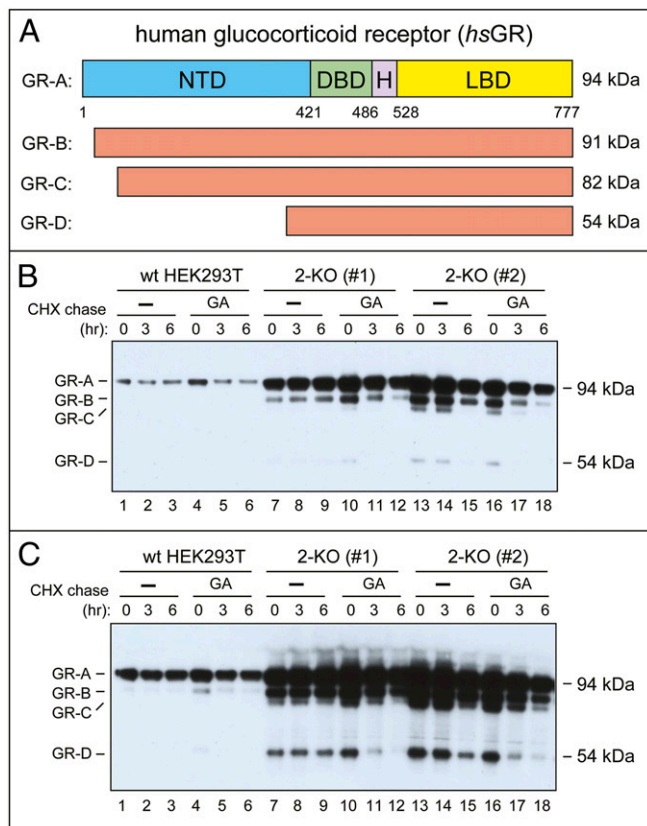 A
human glucocorticoid receptor (hsGR)
GR-A: NTD DBD H LBD 94 kDa
1 421 486 528 777
GR-B: 91 kDa
GR-C: 82 kDa
GR-D: 54 kDa
B
wt HEK293T 2-KO (#1) 2-KO (#2)
CHX chase – GA – GA – GA
(hr): 0 3 6 0 3 6 0 3 6 0 3 6 0 3 6 0 3 6
GR-A – – 94 kDa
GR-B –
GR-C /
GR-D – – 54 kDa
1 2 3 4 5 6 7 8 9 10 11 12 13 14 15 16 17 18
C
wt HEK293T 2-KO (#1) 2-KO (#2)
CHX chase – GA – GA – GA
(hr): 0 3 6 0 3 6 0 3 6 0 3 6 0 3 6 0 3 6
GR-A – – 94 kDa
GR-B –
GR-C /
GR-D – – 54 kDa
1 2 3 4 5 6 7 8 9 10 11 12 13 14 15 16 17 18